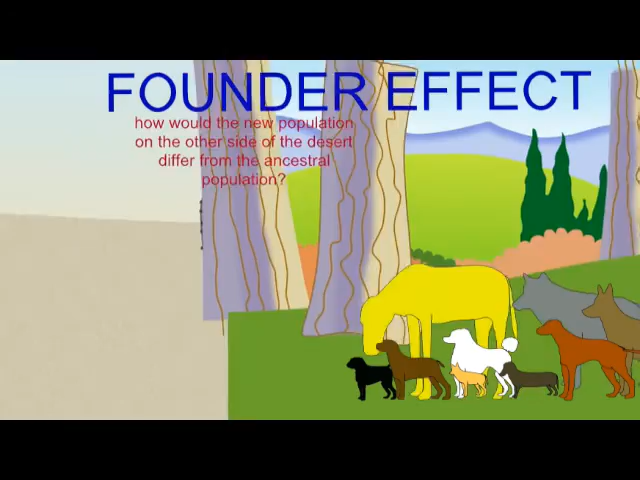 FOUNDER EFFECT
how would the new population
on the other side of the desert
differ from the ancestral
population?